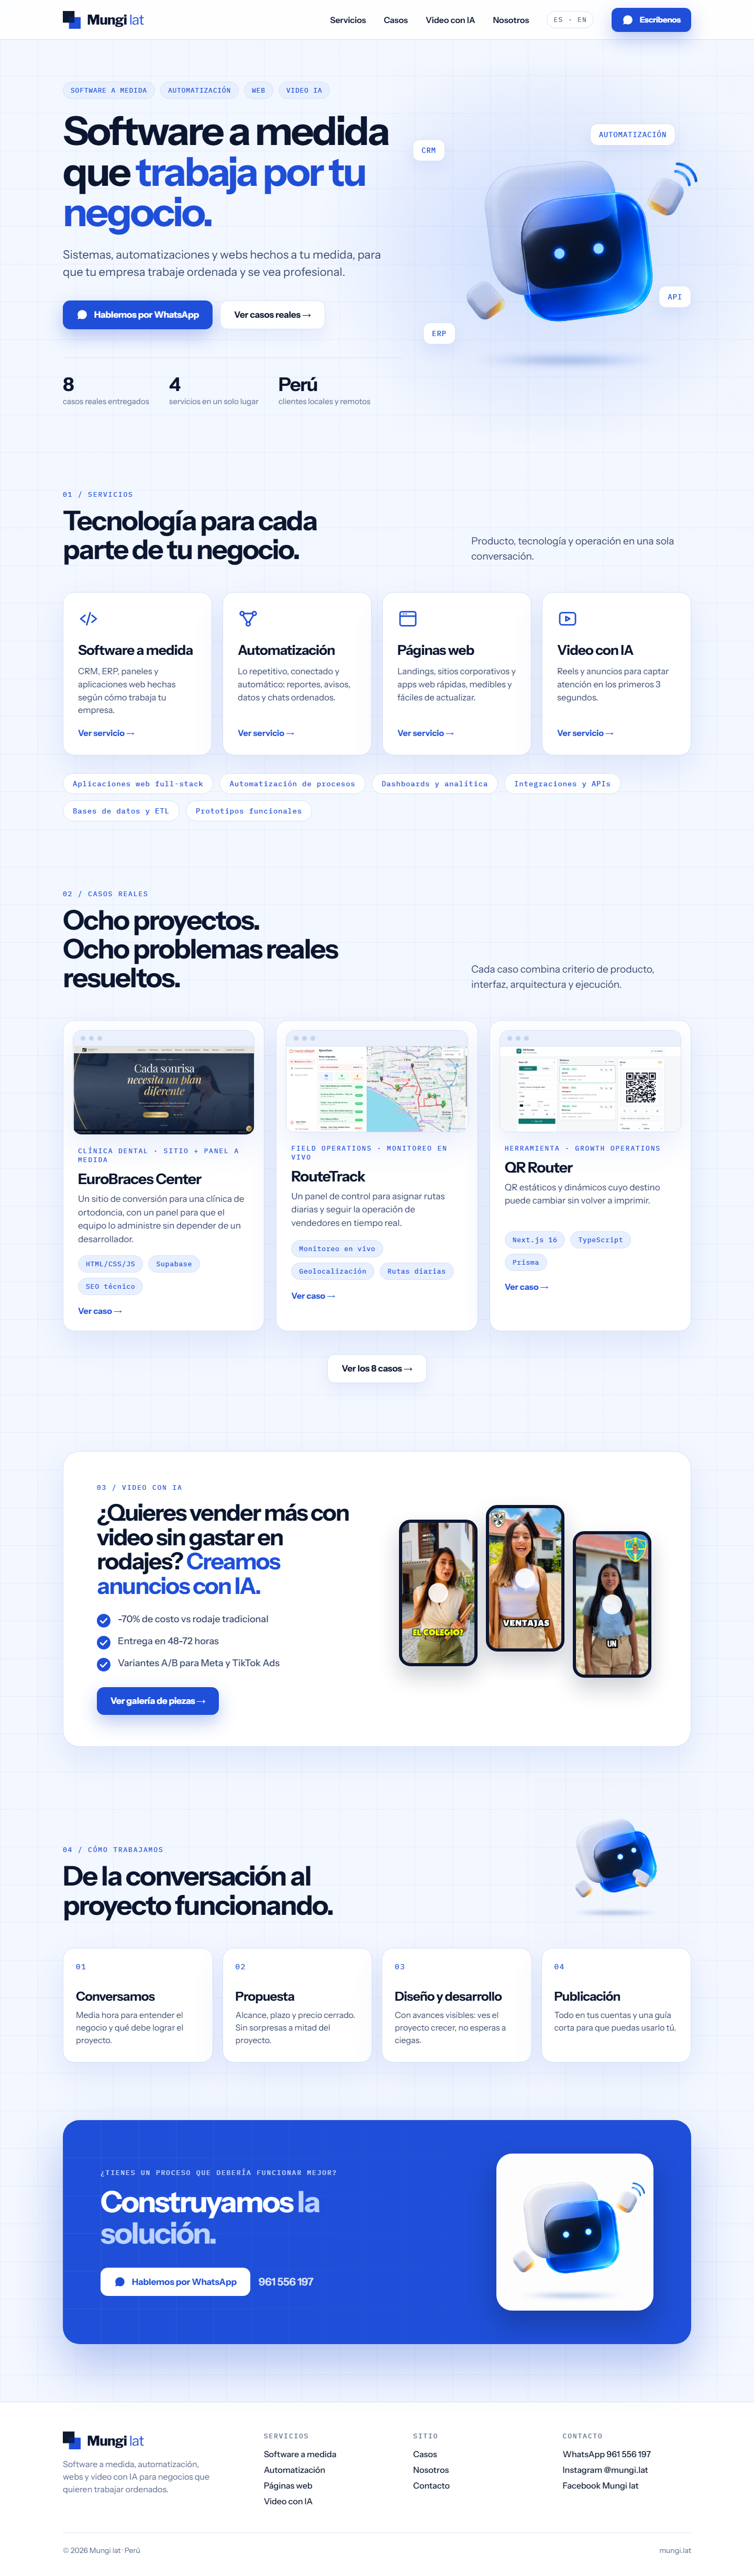 Mungi lat
Servicios Casos Video con IA Nosotros ES · EN Escríbenos
SOFTWARE A MEDIDA AUTOMATIZACIÓN WEB VIDEO IA
Software a medida
que trabaja por tu
negocio.
Sistemas, automatizaciones y webs hechos a tu medida, para
que tu empresa trabaje ordenada y se vea profesional.
Hablemos por WhatsApp Ver casos reales →
8
casos reales entregados
4
servicios en un solo lugar
Perú
clientes locales y remotos
CRM
AUTOMATIZACIÓN
API
ERP
01 / SERVICIOS
Tecnología para cada
parte de tu negocio.
Producto, tecnología y operación en una sola
conversación.
Software a medida
CRM, ERP, paneles y
aplicaciones web hechas
según cómo trabaja tu
empresa.
Ver servicio →
Automatización
Lo repetitivo, conectado y
automático: reportes, avisos,
datos y chats ordenados.
Ver servicio →
Páginas web
Landings, sitios corporativos y
apps web rápidas, medibles y
fáciles de actualizar.
Ver servicio →
Video con IA
Reels y anuncios para captar
atención en los primeros 3
segundos.
Ver servicio →
Aplicaciones web full-stack Automatización de procesos Dashboards y analítica Integraciones y APIs
Bases de datos y ETL Prototipos funcionales
02 / CASOS REALES
Ocho proyectos.
Ocho problemas reales
resueltos.
Cada caso combina criterio de producto,
interfaz, arquitectura y ejecución.
Cada sonrisa
necesita un plan
diferente
CLÍNICA DENTAL · SITIO + PANEL A
MEDIDA
EuroBraces Center
Un sitio de conversión para una clínica de
ortodoncia, con un panel para que el
equipo lo administre sin depender de un
desarrollador.
HTML/CSS/JS Supabase
SEO técnico
Ver caso →
FIELD OPERATIONS · MONITOREO EN
VIVO
RouteTrack
Un panel de control para asignar rutas
diarias y seguir la operación de
vendedores en tiempo real.
Monitoreo en vivo
Geolocalización Rutas diarias
Ver caso →
HERRAMIENTA · GROWTH OPERATIONS
QR Router
QR estáticos y dinámicos cuyo destino
puede cambiar sin volver a imprimir.
Next.js 16 TypeScript
Prisma
Ver caso →
Ver los 8 casos →
03 / VIDEO CON IA
¿Quieres vender más con
video sin gastar en
rodajes? Creamos
anuncios con IA.
-70% de costo vs rodaje tradicional
Entrega en 48-72 horas
Variantes A/B para Meta y TikTok Ads
Ver galería de piezas →
EL COLEGIO?
VENTAJAS
UN
04 / CÓMO TRABAJAMOS
De la conversación al
proyecto funcionando.
01
Conversamos
Media hora para entender el
negocio y qué debe lograr el
proyecto.
02
Propuesta
Alcance, plazo y precio cerrado.
Sin sorpresas a mitad del
proyecto.
03
Diseño y desarrollo
Con avances visibles: ves el
proyecto crecer, no esperas a
ciegas.
04
Publicación
Todo en tus cuentas y una guía
corta para que puedas usarlo tú.
¿TIENES UN PROCESO QUE DEBERÍA FUNCIONAR MEJOR?
Construyamos la
solución.
Hablemos por WhatsApp 961 556 197
Mungi lat
Software a medida, automatización,
webs y video con IA para negocios que
quieren trabajar ordenados.
SERVICIOS
Software a medida
Automatización
Páginas web
Video con IA
SITIO
Casos
Nosotros
Contacto
CONTACTO
WhatsApp 961 556 197
Instagram @mungi.lat
Facebook Mungi lat
© 2026 Mungi lat · Perú
mungi.lat